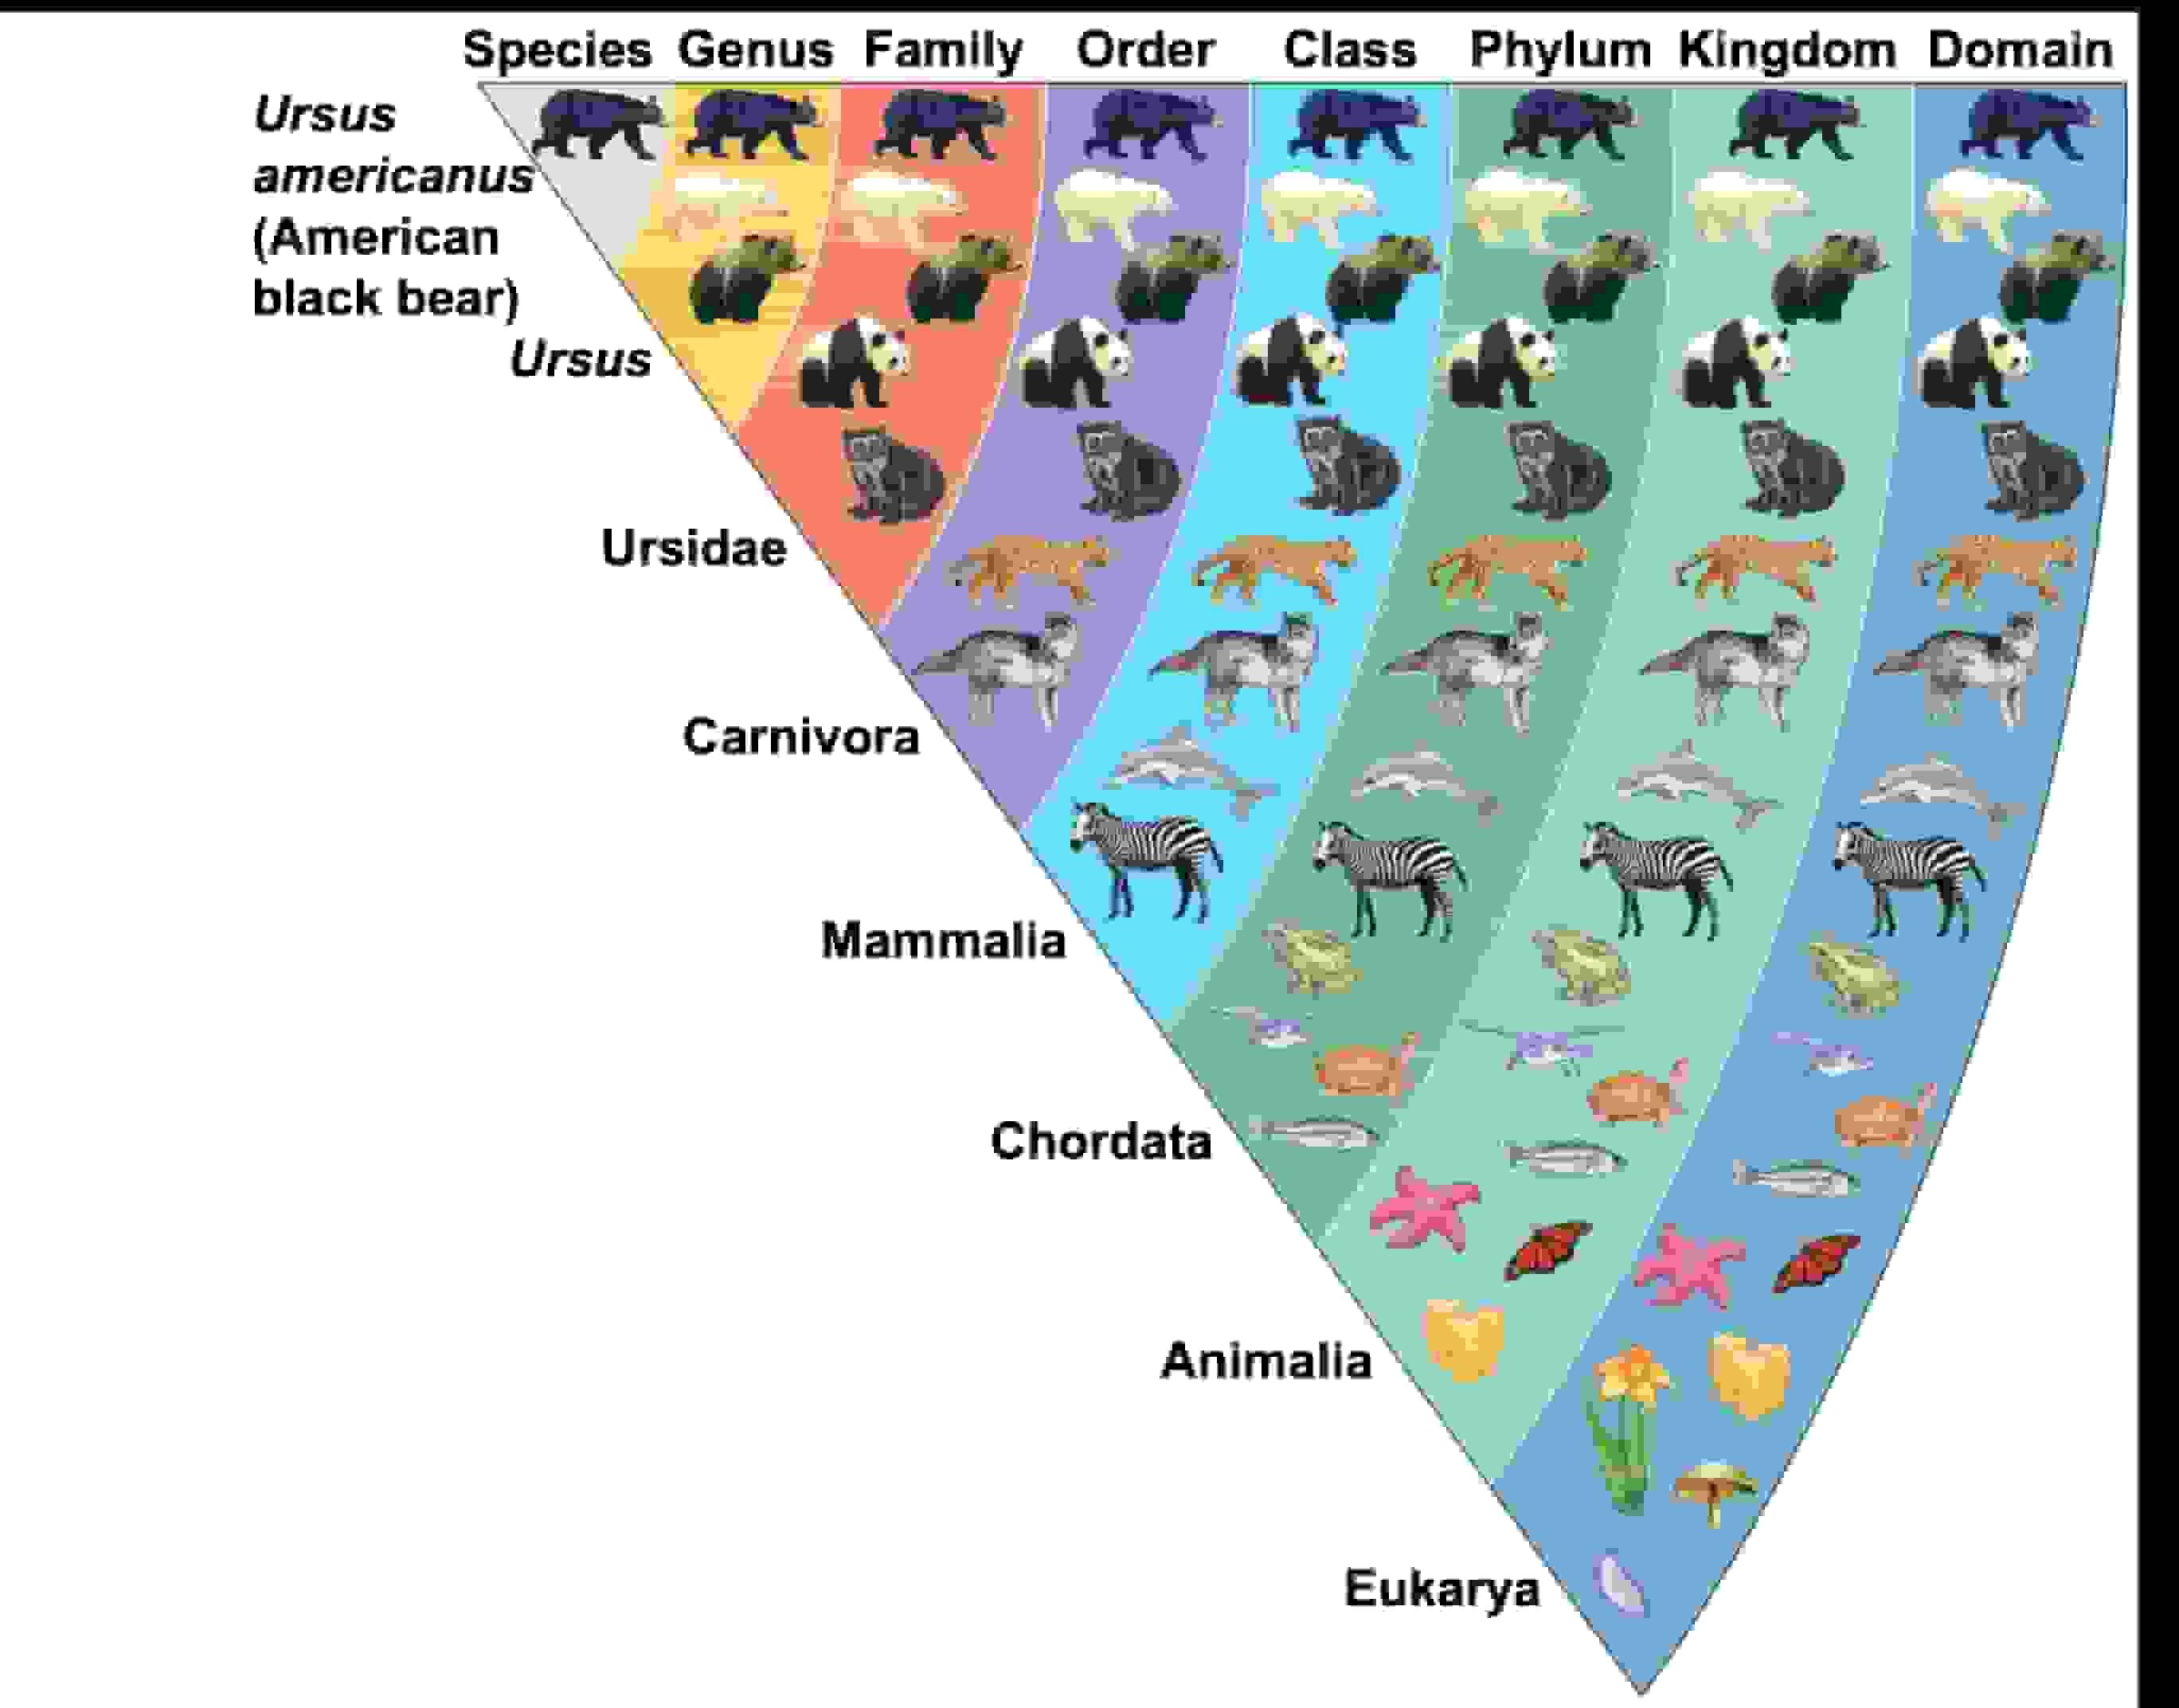 Species Genus Family Order Class Phylum Kingdom Domain
Ursus
americanus
(American
black bear)
Ursus
Ursidae
Carnivora
Mammalia
Chordata
Animalia
Eukarya